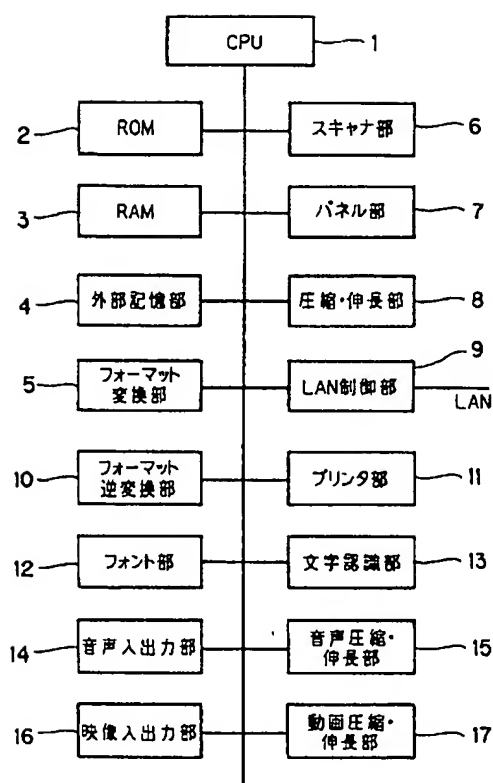 CPU
1
2
ROM
スキャナ部
6
3
RAM
パネル部
7
4
外部記憶部
圧縮・伸長部
8
5
フォーマット
変換部
LAN制御部
9
LAN
10
フォーマット
逆変換部
プリンタ部
11
12
フォント部
文字認識部
13
14
音声入出力部
音声圧縮・
伸長部
15
16
映像入出力部
動画圧縮・
伸長部
17